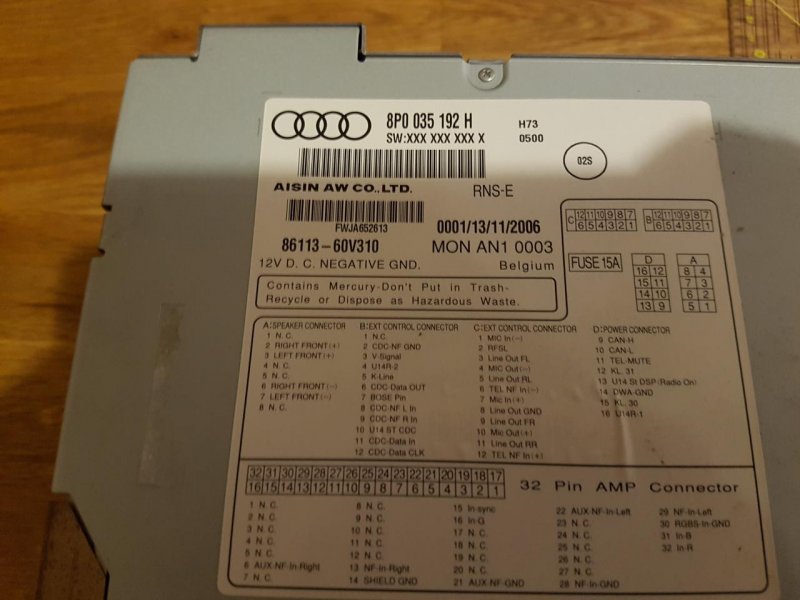 8P0 035 192 H
SW:XXX XXX XXX X
H73
0500
02S
AISIN AW CO.,LTD.
RNS-E
FWJA652613
0001/13/11/2006
86113-60V310
MON AN1 0003
12V D. C. NEGATIVE GND.
Belgium
Contains Mercury-Don't Put in Trash-
Recycle or Dispose as Hazardous Waste.
C 12 11 10 9 8 7
6 5 4 3 2 1
B 12 11 10 9 8 7
6 5 4 3 2 1
FUSE 15A
D
16 12
15 11
14 10
13 9
A
8 4
7 3
6 2
5 1
A:SPEAKER CONNECTOR
1 N. C.
2 RIGHT FRONT(+)
3 LEFT FRONT(+)
4 N. C.
5 N. C.
6 RIGHT FRONT(-)
7 LEFT FRONT(-)
8 N. C.
B:EXT CONTROL CONNECTOR
1 N.C.
2 CDC-NF GND
3 V-Signal
4 U14R-2
5 K-Line
6 CDC-Data OUT
7 BOSE Pin
8 CDC-NF L In
9 CDC-NF R In
10 U14 ST CDC
11 CDC-Data In
12 CDC-Data CLK
C:EXT CONTROL CONNECTOR
1 MIC In(-)
2 RFSL
3 Line Out FL
4 MIC Out(-)
5 Line Out RL
6 TEL NF In(-)
7 Mic In(+)
8 Line Out GND
9 Line Out FR
10 Mic Out(+)
11 Line Out RR
12 TEL NF In(+)
D:POWER CONNECTOR
9 CAN-H
10 CAN-L
11 TEL-MUTE
12 KL. 31
13 U14 St DSP(Radio On)
14 DWA-GND
15 KL. 30
16 U14R-1
32 31 30 29 28 27 26 25 24 23 22 21 20 19 18 17
16 15 14 13 12 11 10 9 8 7 6 5 4 3 2 1
32 Pin AMP Connector
1 N. C.
2 N. C.
3 N. C.
4 N. C.
5 N. C.
6 AUX-NF-In-Right
7 N. C.
8 N. C.
9 N. C.
10 N. C.
11 N. C.
12 N. C.
13 NF-In-Right
14 SHIELD GND
15 In-sync
16 In-G
17 N. C.
18 N. C.
19 N. C.
20 N. C.
21 AUX-NF-GND
22 AUX-NF-In-Left
23 N. C.
24 N. C.
25 N. C.
26 N. C.
27 N. C.
28 NF-In-GND
29 NF-In-Left
30 RGBS-In-GND
31 In-B
32 In-R